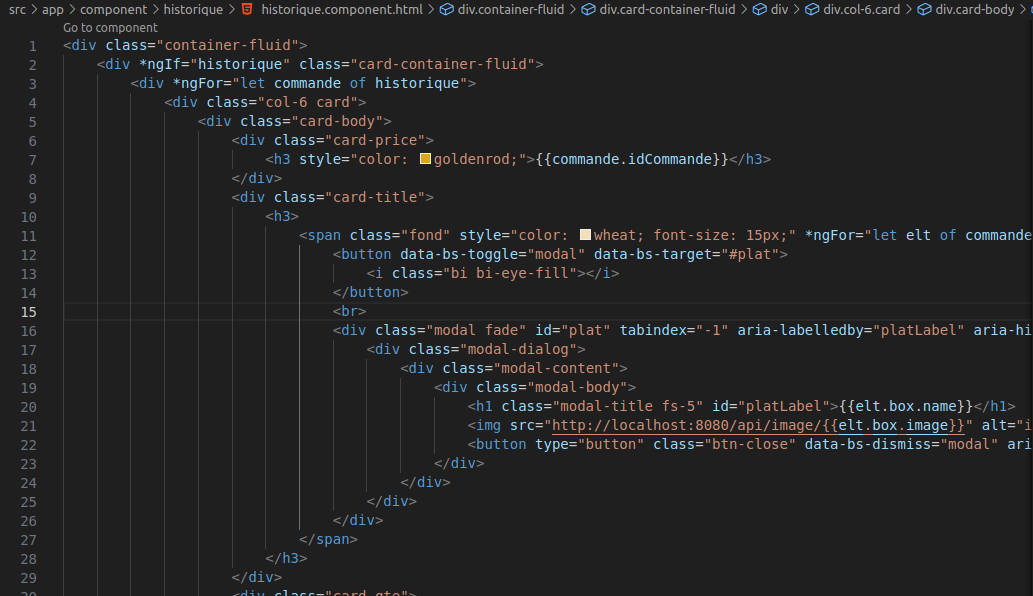 src > app > component > historique > historique.component.html > div.container-fluid > div.card-container-fluid > div > div.col-6.card > div.card-body >
Go to component
1 <div class="container-fluid">
2 <div *ngIf="historique" class="card-container-fluid">
3 <div *ngFor="let commande of historique">
4 <div class="col-6 card">
5 <div class="card-body">
6 <div class="card-price">
7 <h3 style="color: goldenrod;">{{commande.idCommande}}</h3>
8 </div>
9 <div class="card-title">
10 <h3>
11 <span class="fond" style="color: wheat; font-size: 15px;" *ngFor="let elt of commande
12 <button data-bs-toggle="modal" data-bs-target="#plat">
13 <i class="bi bi-eye-fill"></i>
14 </button>
15 <br>
16 <div class="modal fade" id="plat" tabindex="-1" aria-labelledby="platLabel" aria-hi
17 <div class="modal-dialog">
18 <div class="modal-content">
19 <div class="modal-body">
20 <h1 class="modal-title fs-5" id="platLabel">{{elt.box.name}}</h1>
21 <img src="http://localhost:8080/api/image/{{elt.box.image}}" alt="i
22 <button type="button" class="btn-close" data-bs-dismiss="modal" ari
23 </div>
24 </div>
25 </div>
26 </div>
27 </span>
28 </h3>
29 </div>
30 <div class="card-qte">